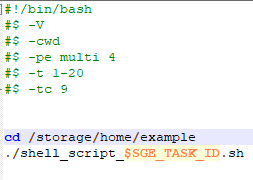 #!/bin/bash
#$ -V
#$ -cwd
#$ -pe multi 4
#$ -t 1-20
#$ -tc 9
cd /storage/home/example
./shell_script_$SGE_TASK_ID.sh